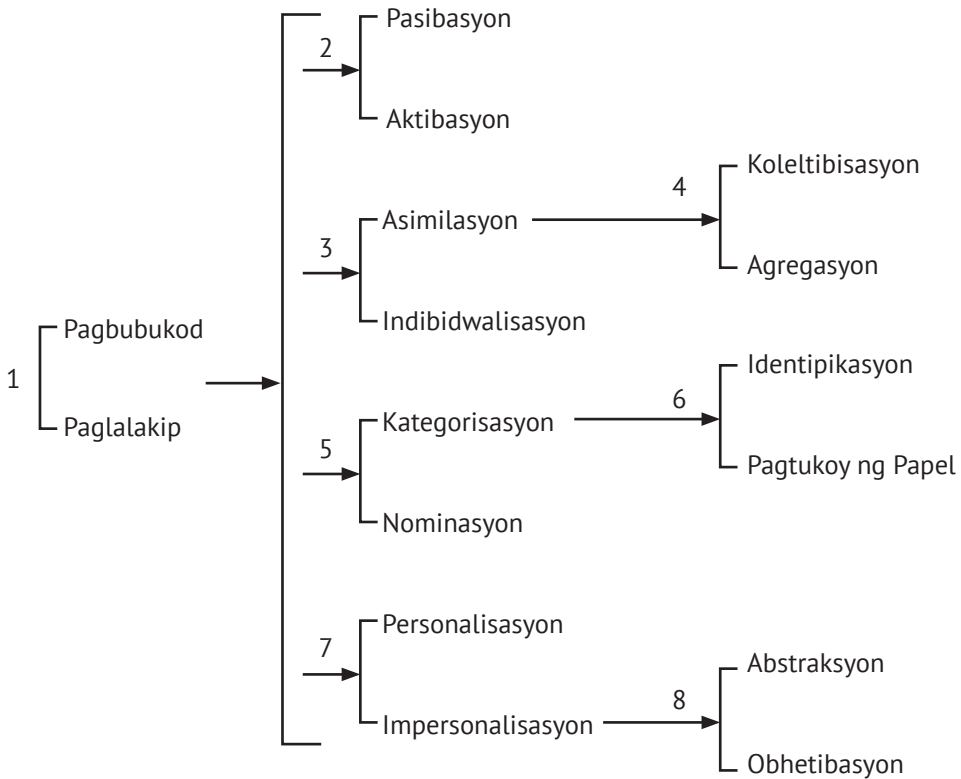 1
Pagbubukod
Paglalakip
2
Pasibasyon
Aktibasyon
3
Asimilasyon
Indibidwalisasyon
4
Koleltibisasyon
Agregasyon
5
Kategorisasyon
Nominasyon
6
Identipikasyon
Pagtukoy ng Papel
7
Personalisasyon
Impersonalisasyon
8
Abstraksyon
Obhetibasyon